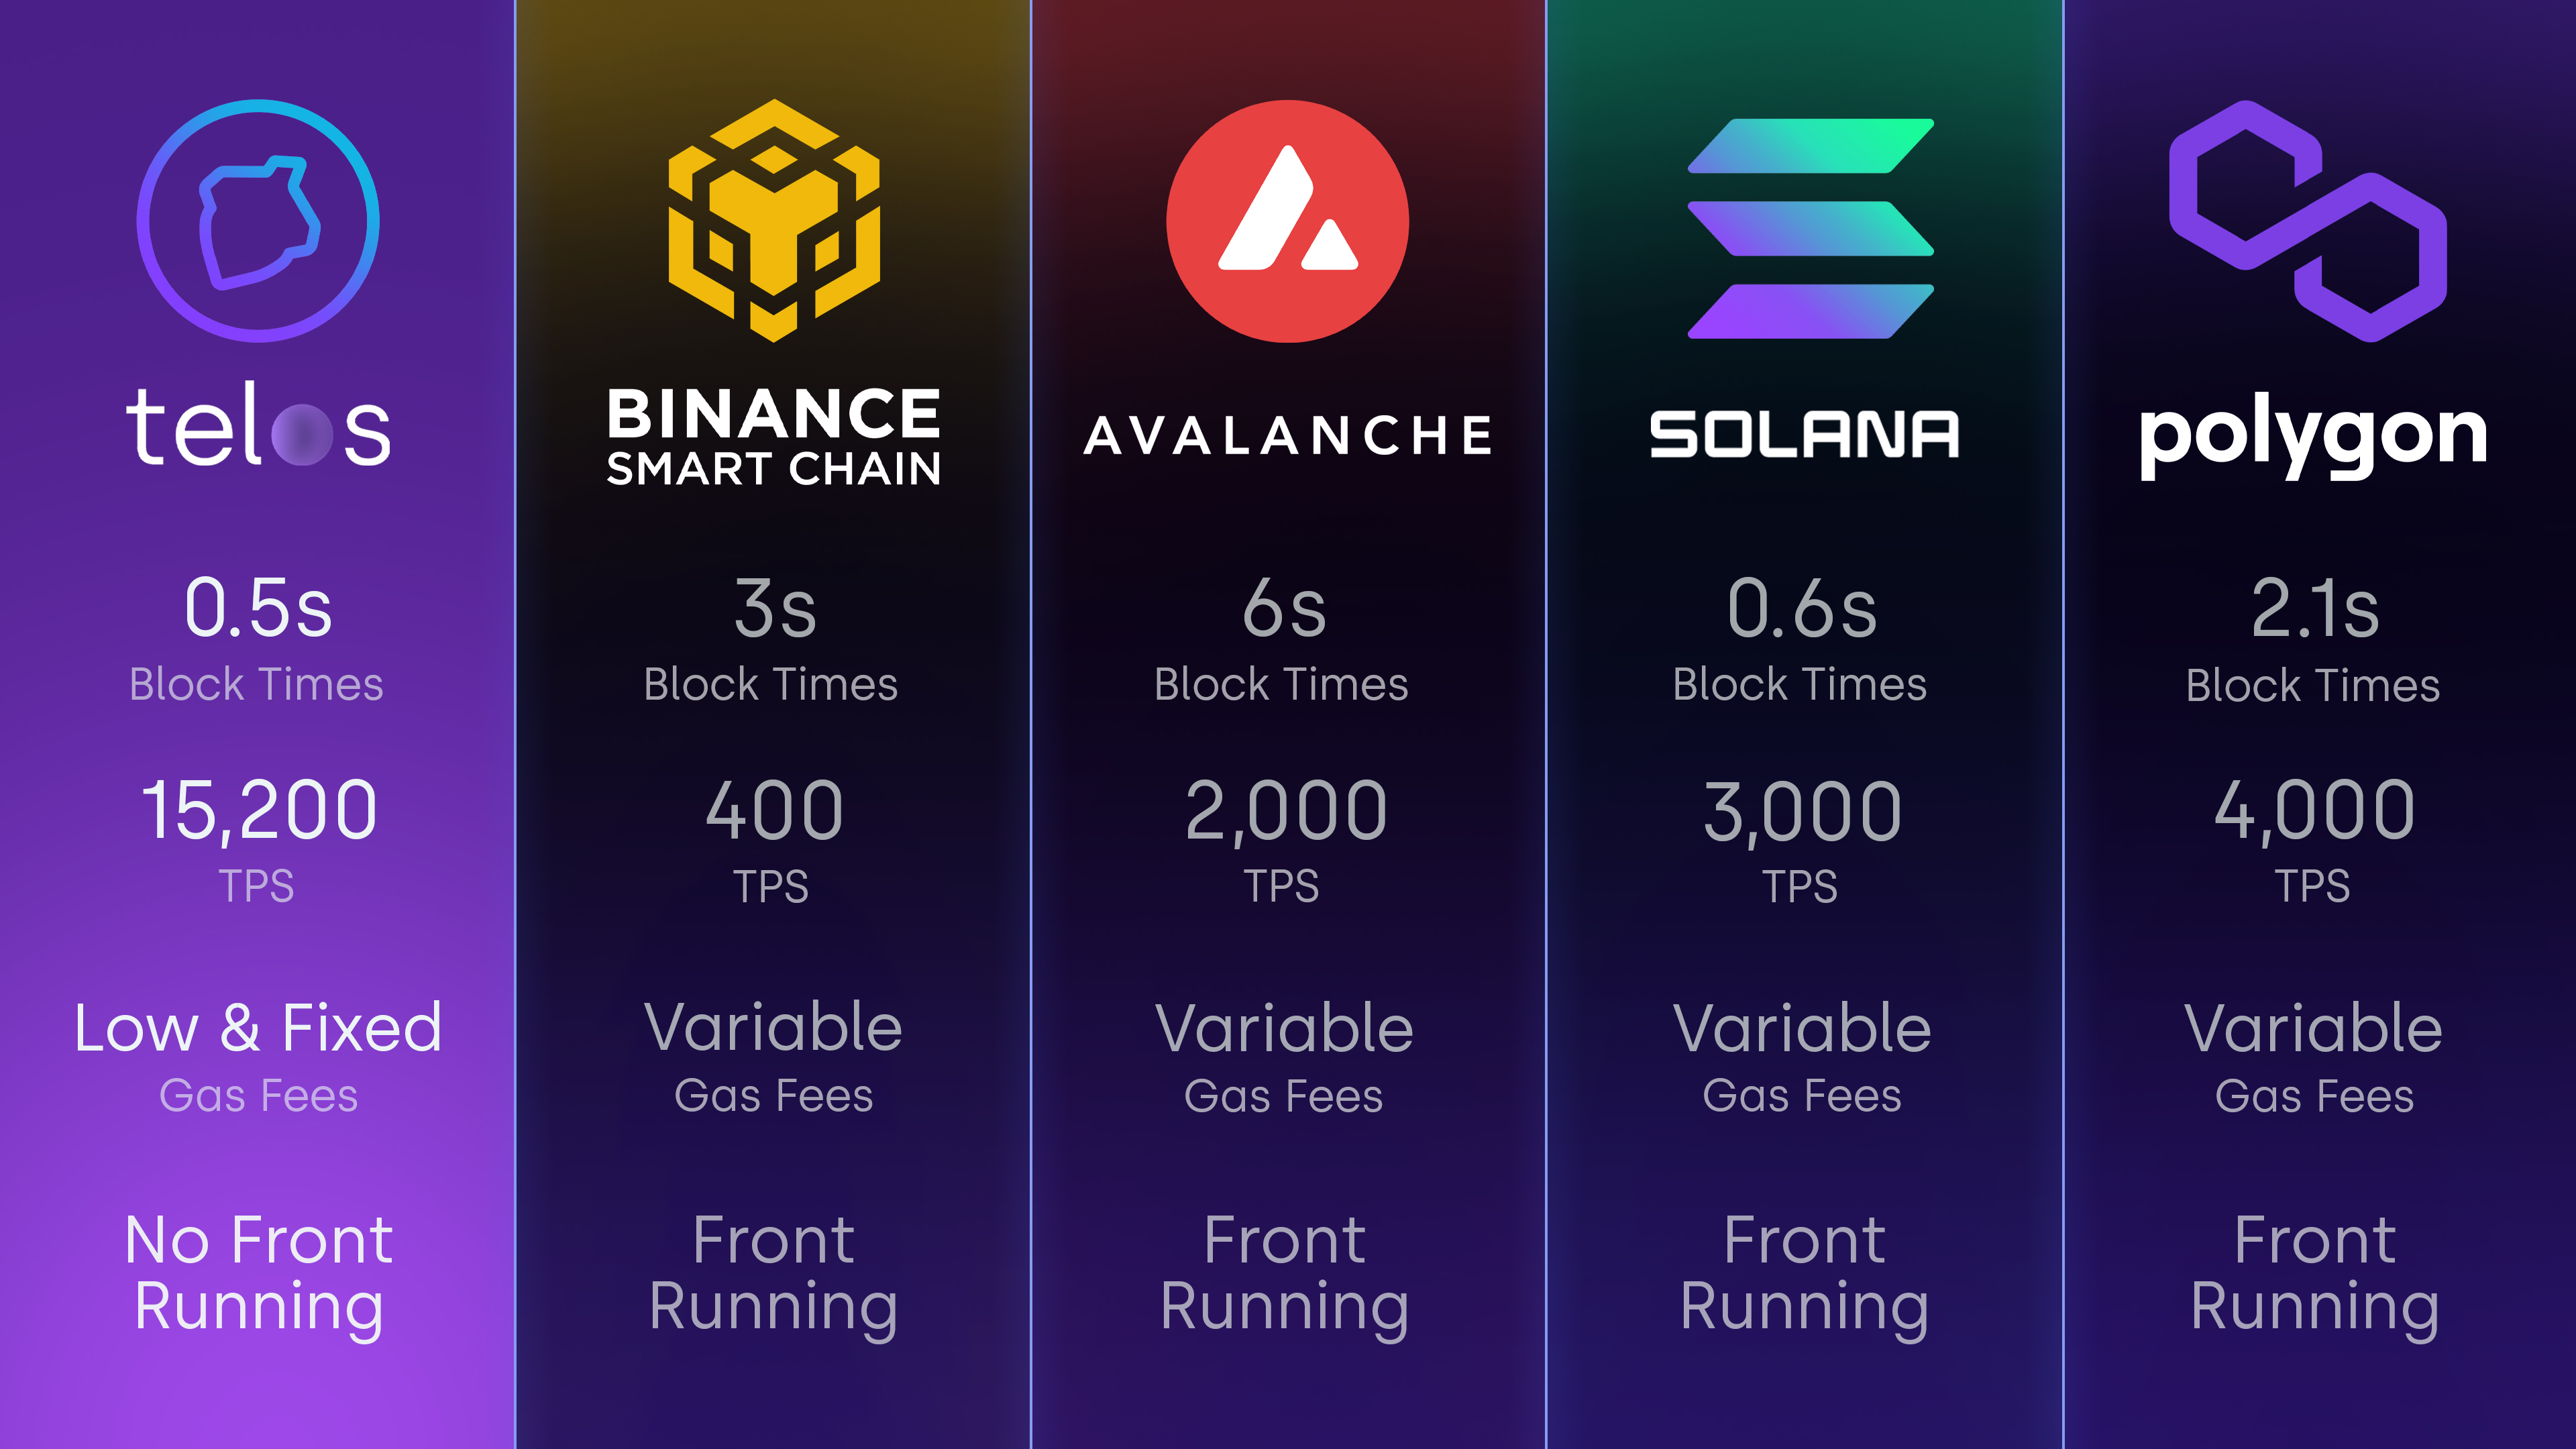 telos
0.5s
Block Times
15,200
TPS
Low & Fixed
Gas Fees
No Front
Running
BINANCE
SMART CHAIN
3s
Block Times
400
TPS
Variable
Gas Fees
Front
Running
AVALANCHE
6s
Block Times
2,000
TPS
Variable
Gas Fees
Front
Running
SOLANA
0.6s
Block Times
3,000
TPS
Variable
Gas Fees
Front
Running
polygon
2.1s
Block Times
4,000
TPS
Variable
Gas Fees
Front
Running